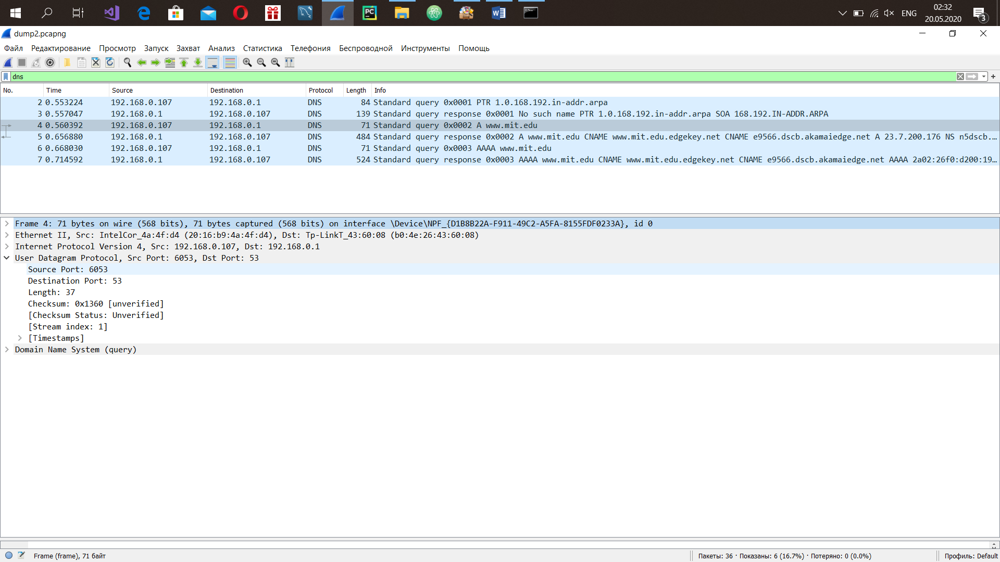 PC
W
ENG
02:32
20.05.2020
3
dump2.pcapng
Файл Редактирование Просмотр Запуск Захват Анализ Статистика Телефония Беспроводной Инструменты Помощь
dns
No. Time Source Destination Protocol Length Info
2 0.553224 192.168.0.107 192.168.0.1 DNS 84 Standard query 0x0001 PTR 1.0.168.192.in-addr.arpa
3 0.557047 192.168.0.1 192.168.0.107 DNS 139 Standard query response 0x0001 No such name PTR 1.0.168.192.in-addr.arpa SOA 168.192.IN-ADDR.ARPA
4 0.560392 192.168.0.107 192.168.0.1 DNS 71 Standard query 0x0002 A www.mit.edu
5 0.656880 192.168.0.1 192.168.0.107 DNS 484 Standard query response 0x0002 A www.mit.edu CNAME www.mit.edu.edgekey.net CNAME e9566.dscb.akamaiedge.net A 23.7.200.176 NS n5dscb.…
6 0.668030 192.168.0.107 192.168.0.1 DNS 71 Standard query 0x0003 AAAA www.mit.edu
7 0.714592 192.168.0.1 192.168.0.107 DNS 524 Standard query response 0x0003 AAAA www.mit.edu CNAME www.mit.edu.edgekey.net CNAME e9566.dscb.akamaiedge.net AAAA 2a02:26f0:d200:19…
Frame 4: 71 bytes on wire (568 bits), 71 bytes captured (568 bits) on interface \Device\NPF_{D1B8B22A-F911-49C2-A5FA-8155FDF0233A}, id 0
Ethernet II, Src: IntelCor_4a:4f:d4 (20:16:b9:4a:4f:d4), Dst: Tp-LinkT_43:60:08 (b0:4e:26:43:60:08)
Internet Protocol Version 4, Src: 192.168.0.107, Dst: 192.168.0.1
User Datagram Protocol, Src Port: 6053, Dst Port: 53
Source Port: 6053
Destination Port: 53
Length: 37
Checksum: 0x1360 [unverified]
[Checksum Status: Unverified]
[Stream index: 1]
[Timestamps]
Domain Name System (query)
Frame (frame), 71 байт
Пакеты: 36 · Показаны: 6 (16.7%) · Потеряно: 0 (0.0%)
Профиль: Default